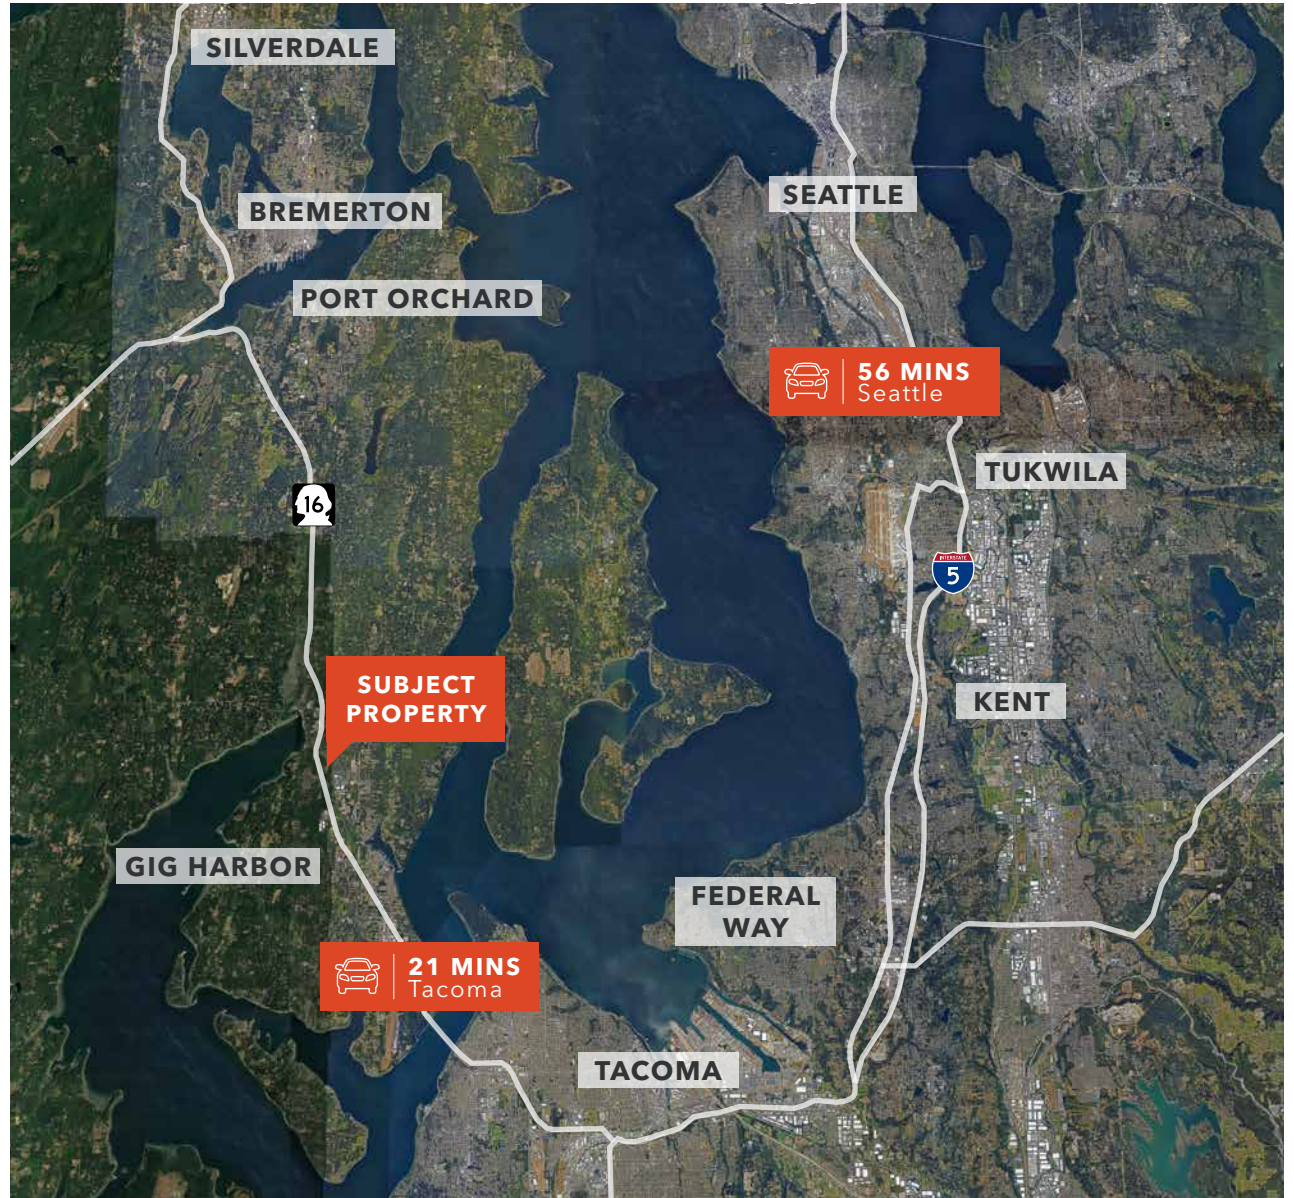 SILVERDALE
SEATTLE
BREMERTON
PORT ORCHARD
56 MINS
Seattle
TUKWILA
16
INTERSTATE
5
SUBJECT
PROPERTY
KENT
GIG HARBOR
FEDERAL
WAY
21 MINS
Tacoma
TACOMA